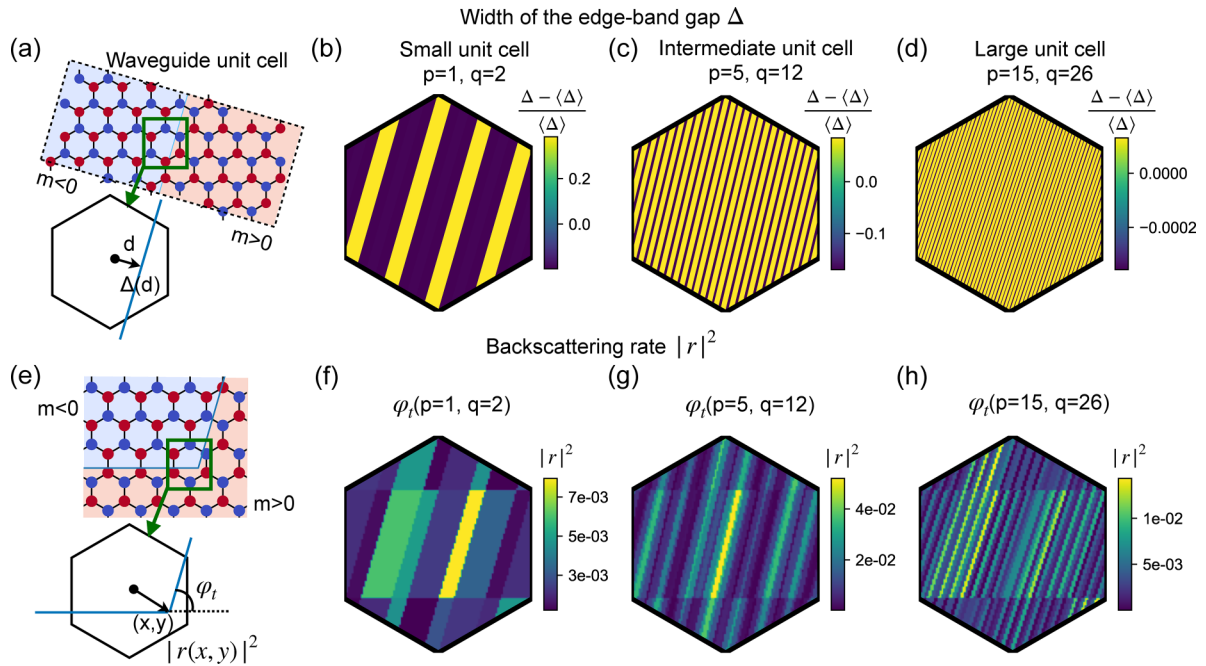 Width of the edge-band gap Δ
(a)
Waveguide unit cell
m<0
m>0
d
Δ(d)
(b)
Small unit cell
p=1, q=2
Δ − ⟨Δ⟩
⟨Δ⟩
0.2
0.0
(c)
Intermediate unit cell
p=5, q=12
Δ − ⟨Δ⟩
⟨Δ⟩
0.0
−0.1
(d)
Large unit cell
p=15, q=26
Δ − ⟨Δ⟩
⟨Δ⟩
0.0000
−0.0002
Backscattering rate |r|²
(e)
m<0
m>0
φt
(x,y)
|r(x, y)|²
(f)
φt(p=1, q=2)
|r|²
7e-03
5e-03
3e-03
(g)
φt(p=5, q=12)
|r|²
4e-02
2e-02
(h)
φt(p=15, q=26)
|r|²
1e-02
5e-03